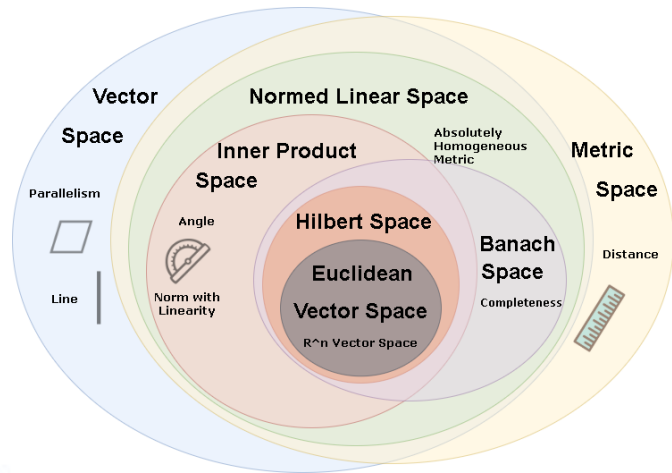 Vector
Space
Normed Linear Space
Absolutely
Homogeneous
Metric
Metric
Space
Inner Product
Space
Parallelism
Angle
Hilbert Space
Banach
Space
Distance
Euclidean
Vector Space
Line
Norm with
Linearity
Completeness
R^n Vector Space